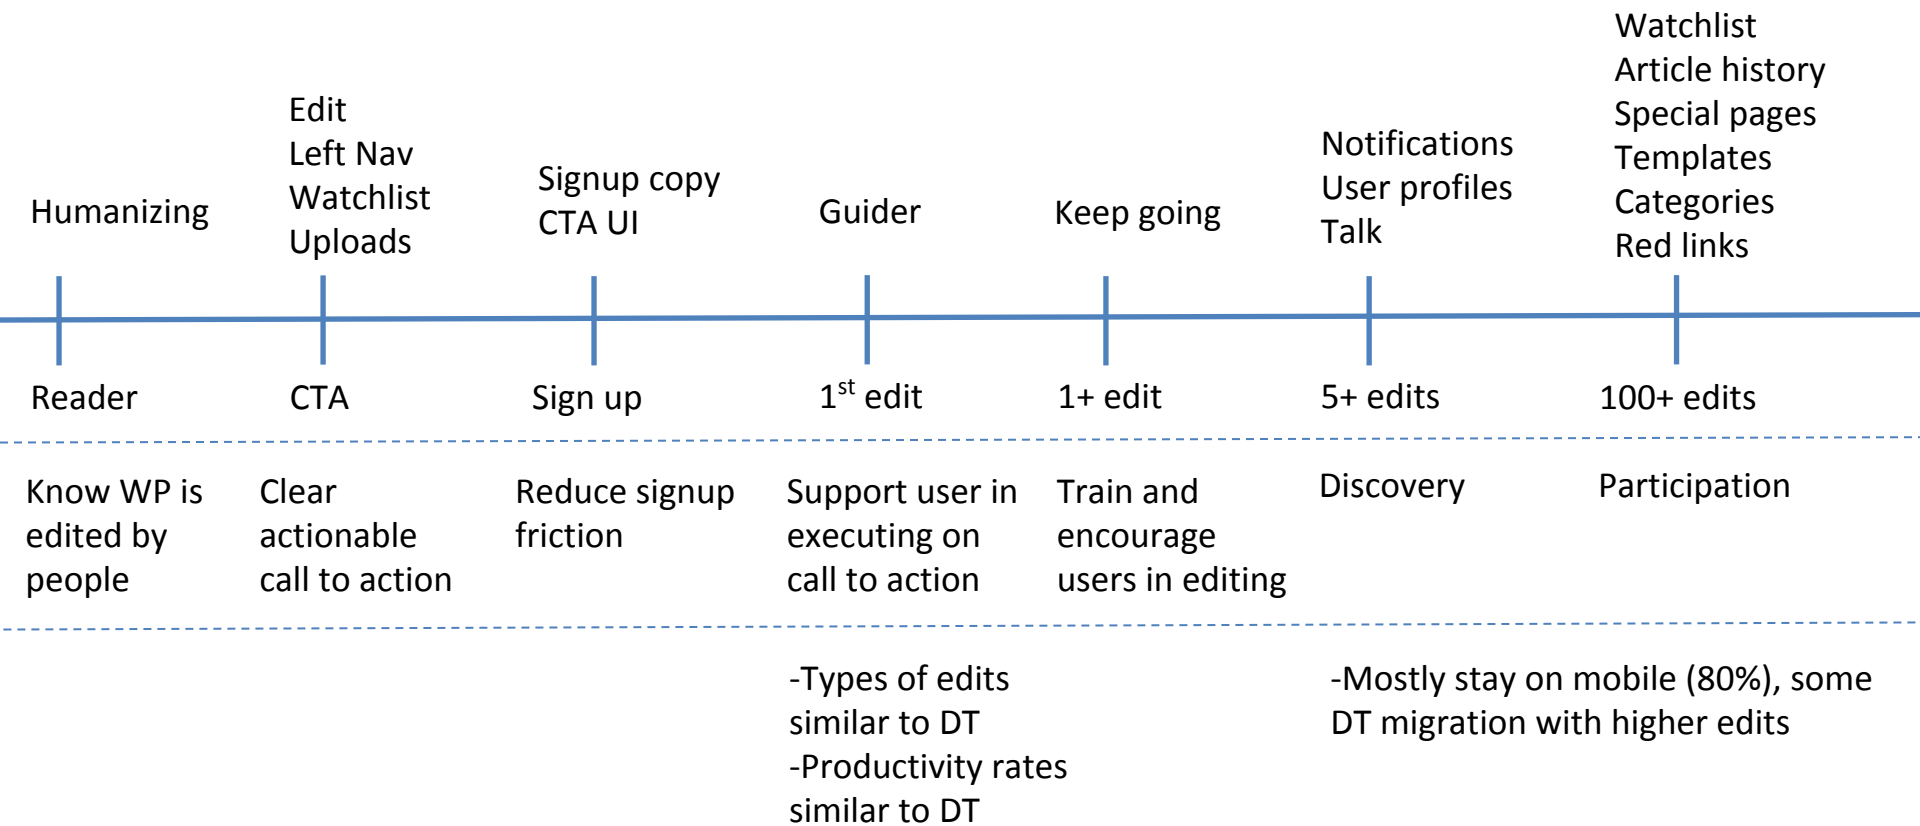 Humanizing
Edit
Left Nav
Watchlist
Uploads
Signup copy
CTA UI
Guider
Keep going
Notifications
User profiles
Talk
Watchlist
Article history
Special pages
Templates
Categories
Red links
Reader
CTA
Sign up
1st edit
1+ edit
5+ edits
100+ edits
Know WP is
edited by
people
Clear
actionable
call to action
Reduce signup
friction
Support user in
executing on
call to action
Train and
encourage
users in editing
Discovery
Participation
-Types of edits
similar to DT
-Productivity rates
similar to DT
-Mostly stay on mobile (80%), some
DT migration with higher edits